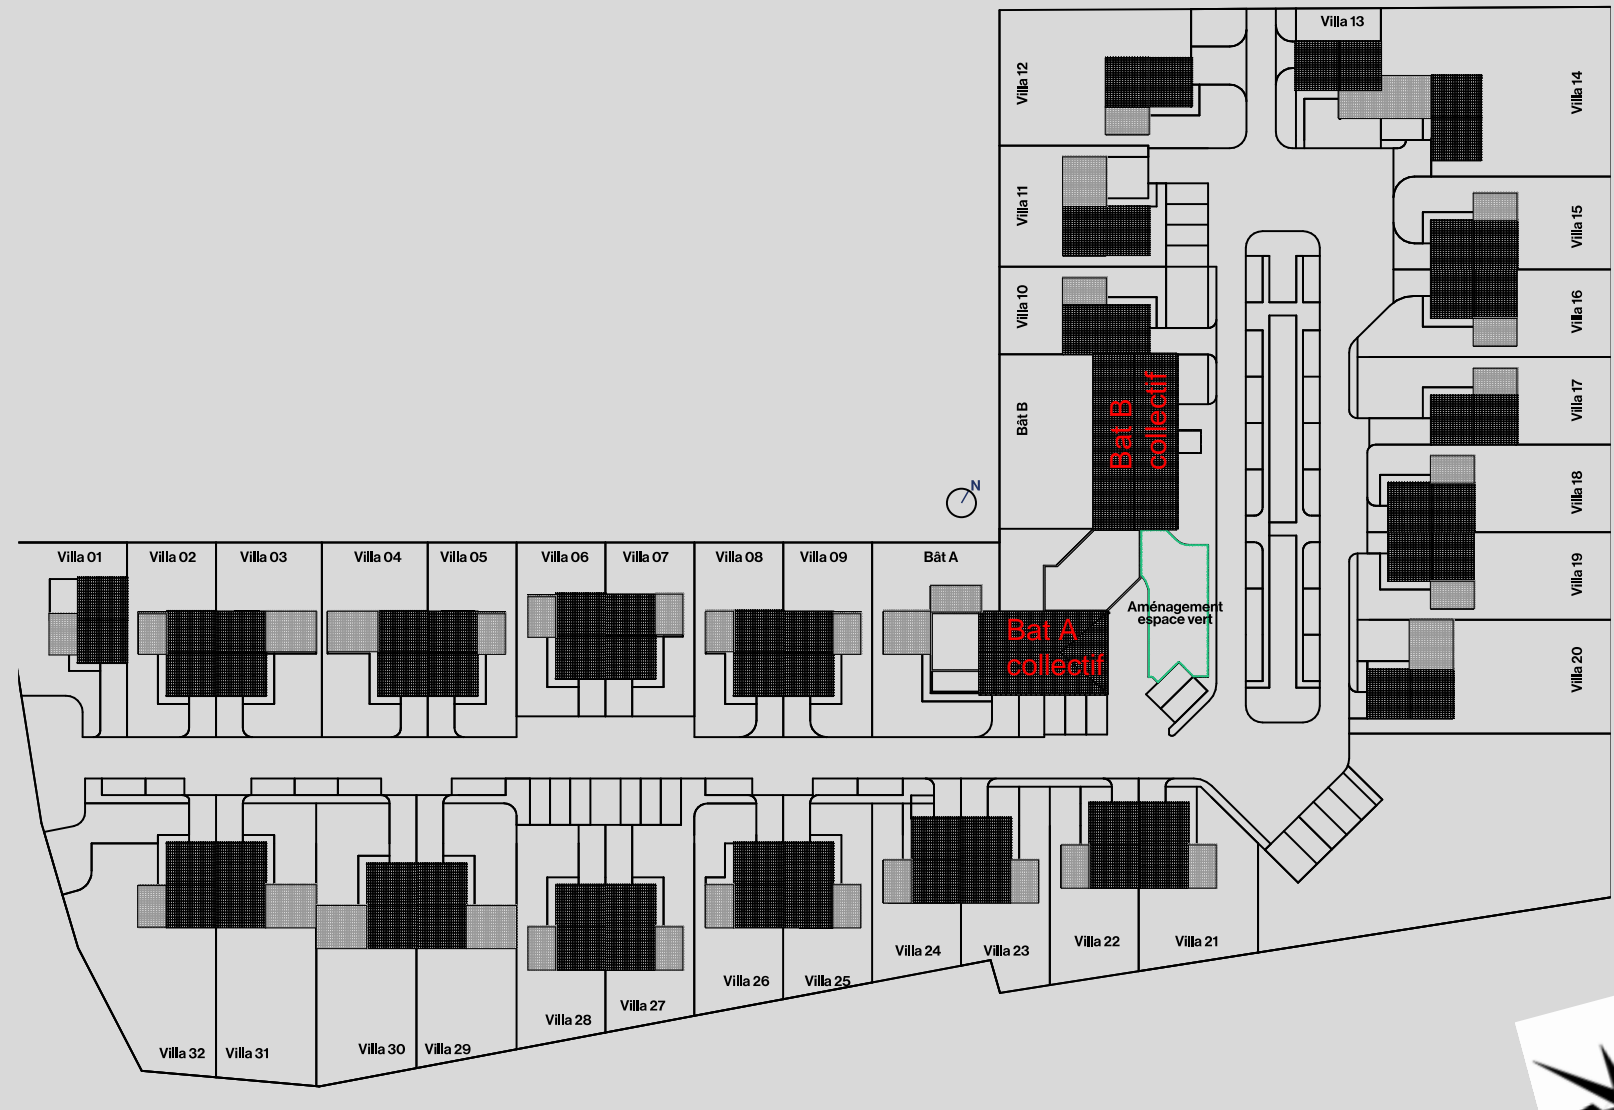 Villa 13
Villa 12
Villa 14
Villa 11
Villa 15
Villa 10
Villa 16
Bât B
Bat B
collectif
Villa 17
N
Villa 18
Villa 01
Villa 02
Villa 03
Villa 04
Villa 05
Villa 06
Villa 07
Villa 08
Villa 09
Bât A
Villa 19
Aménagement
espace vert
Bat A
collectif
Villa 20
Villa 24
Villa 23
Villa 22
Villa 21
Villa 26
Villa 25
Villa 28
Villa 27
Villa 32
Villa 31
Villa 30
Villa 29